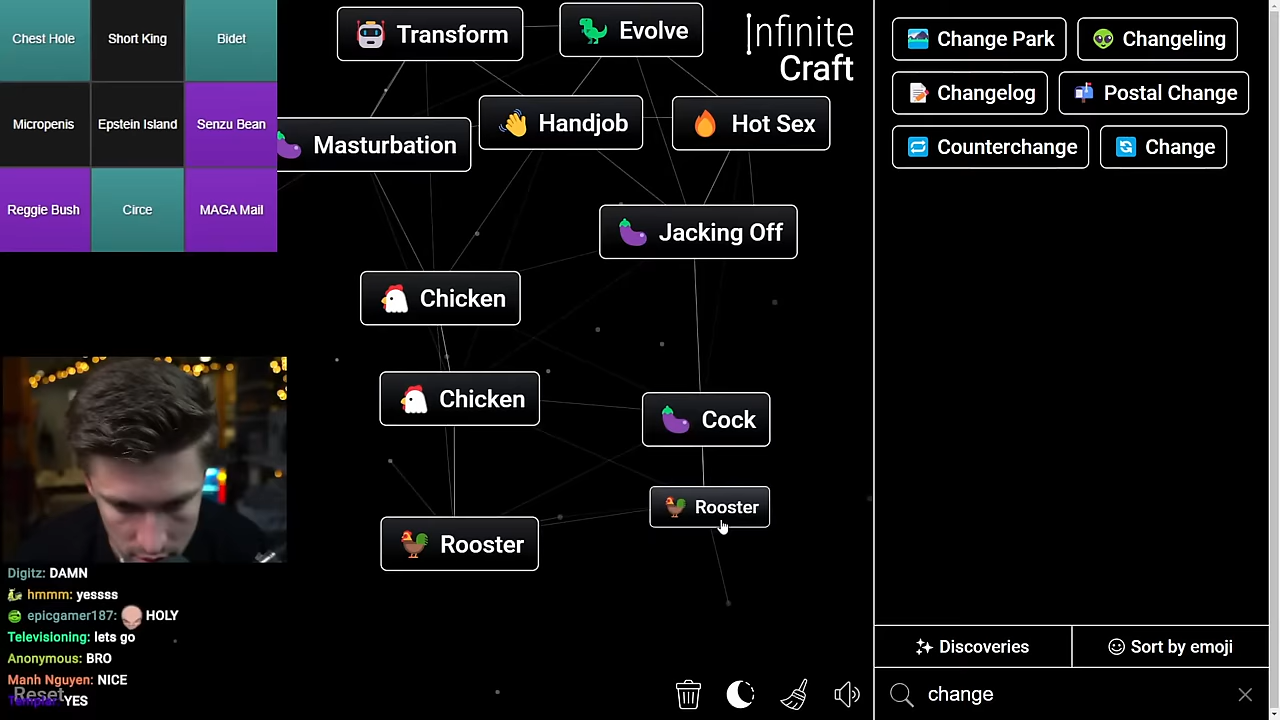 Chest Hole
Short King
Bidet
Micropenis
Epstein Island
Senzu Bean
Reggie Bush
Circe
MAGA Mail
Transform
Evolve
Infinite
Craft
Masturbation
Handjob
Hot Sex
Jacking Off
Chicken
Chicken
Cock
Rooster
Rooster
Change Park
Changeling
Changelog
Postal Change
Counterchange
Change
Discoveries
Sort by emoji
change
Digitz: DAMN
hmmm: yessss
epicgamer187: HOLY
Televisioning: lets go
Anonymous: BRO
Manh Nguyen: NICE
Reset
YES